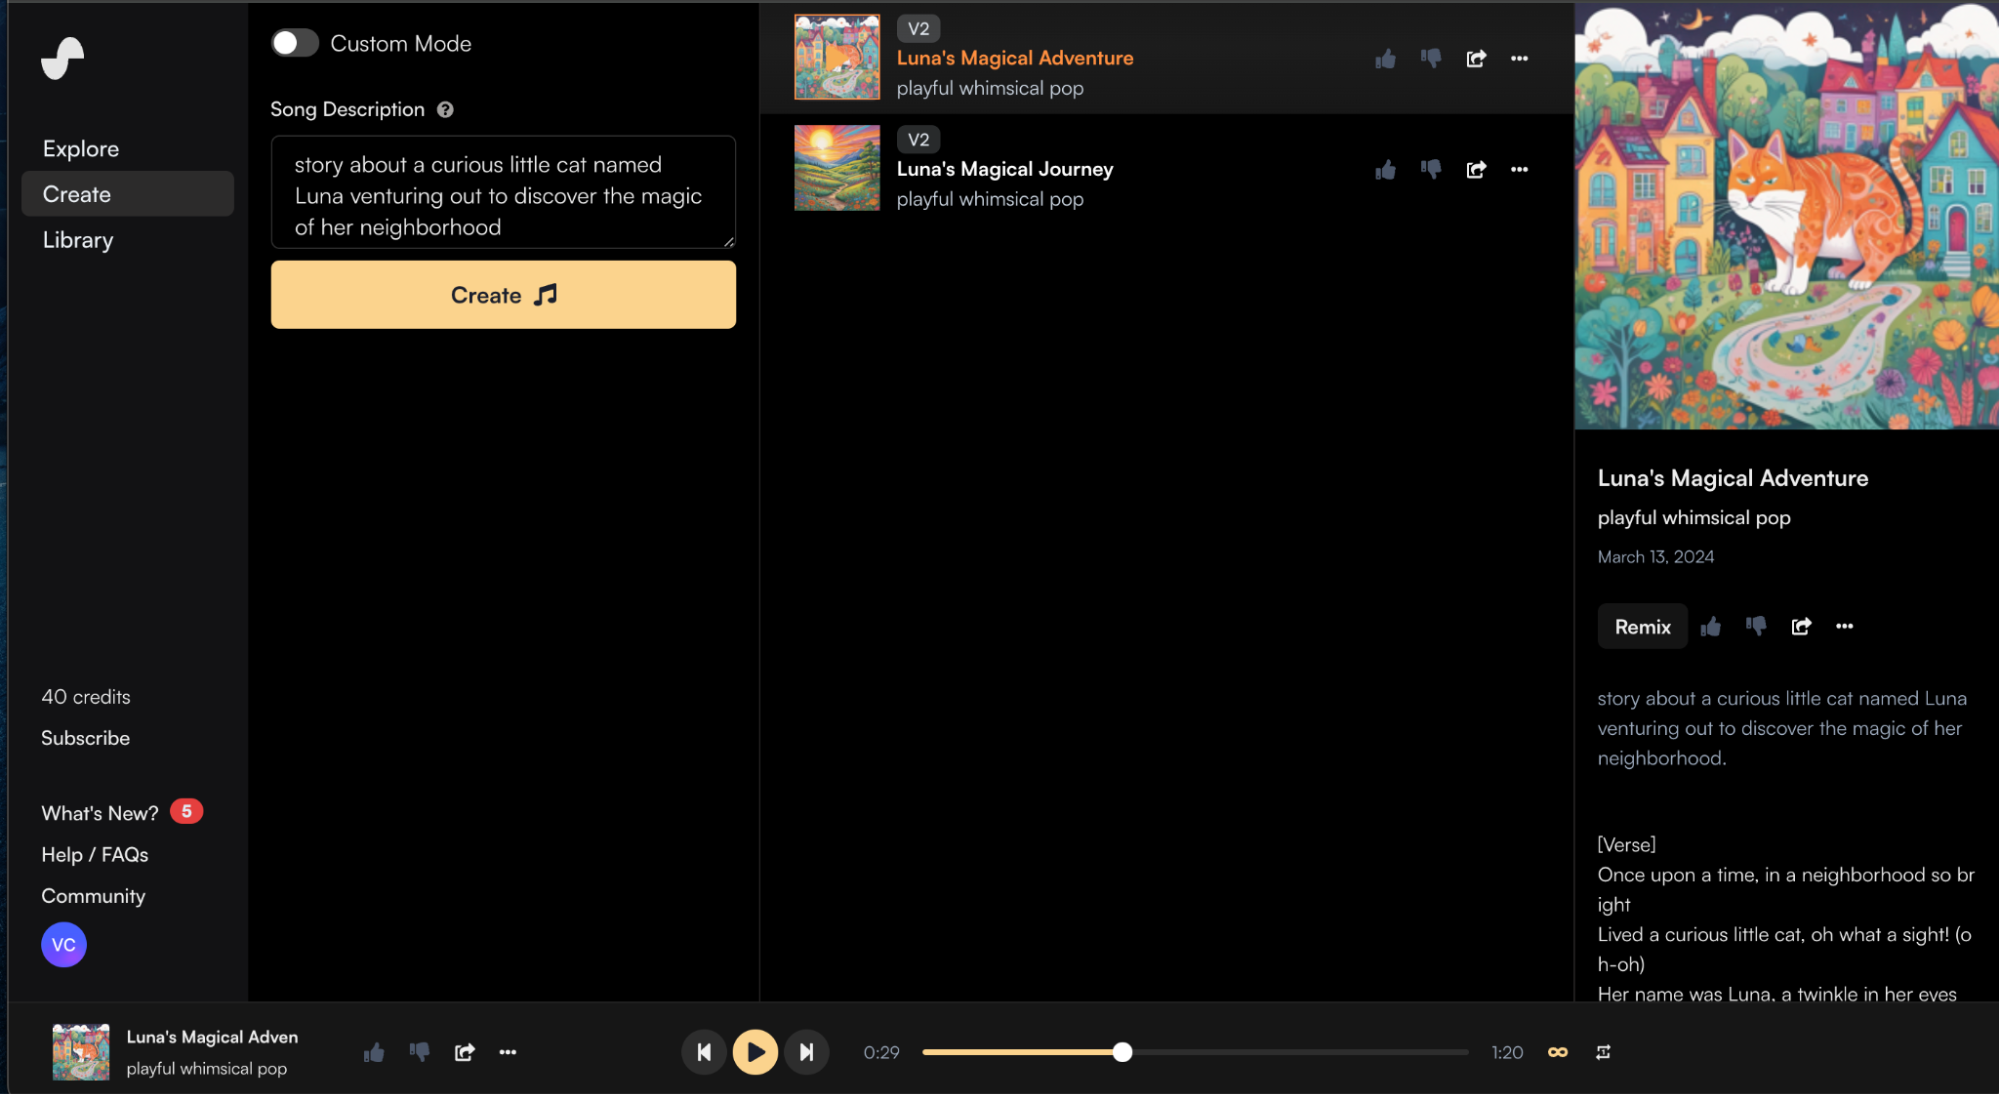 Explore
Create
Library
40 credits
Subscribe
What's New? 5
Help / FAQs
Community
VC
Custom Mode
Song Description ?
story about a curious little cat named
Luna venturing out to discover the magic
of her neighborhood
Create
V2
Luna's Magical Adventure
playful whimsical pop
V2
Luna's Magical Journey
playful whimsical pop
Luna's Magical Adventure
playful whimsical pop
March 13, 2024
Remix
story about a curious little cat named Luna
venturing out to discover the magic of her
neighborhood.
[Verse]
Once upon a time, in a neighborhood so br
ight
Lived a curious little cat, oh what a sight! (o
h-oh)
Her name was Luna, a twinkle in her eyes
Luna's Magical Adven
playful whimsical pop
0:29
1:20